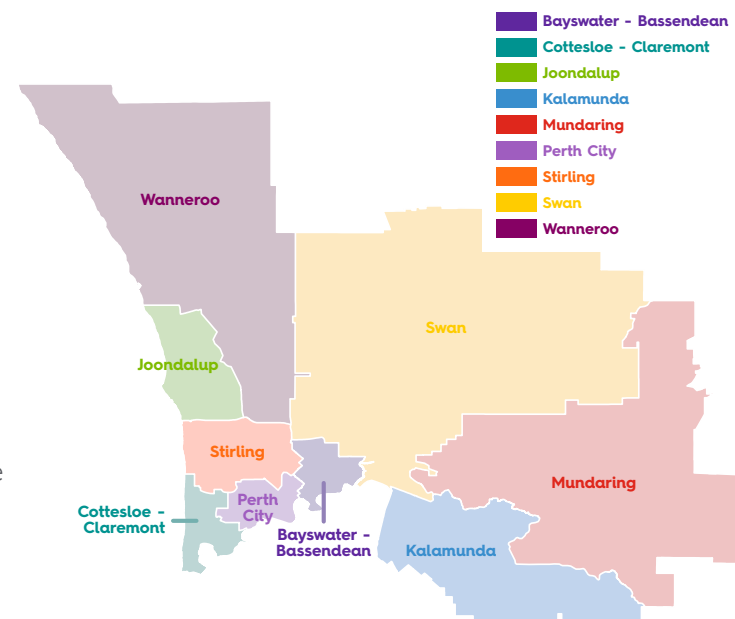 Bayswater - Bassendean
Cottesloe - Claremont
Joondalup
Kalamunda
Mundaring
Perth City
Stirling
Swan
Wanneroo
Wanneroo
Swan
Joondalup
Stirling
Mundaring
Perth
City
Cottesloe -
Claremont
Bayswater -
Bassendean
Kalamunda
e